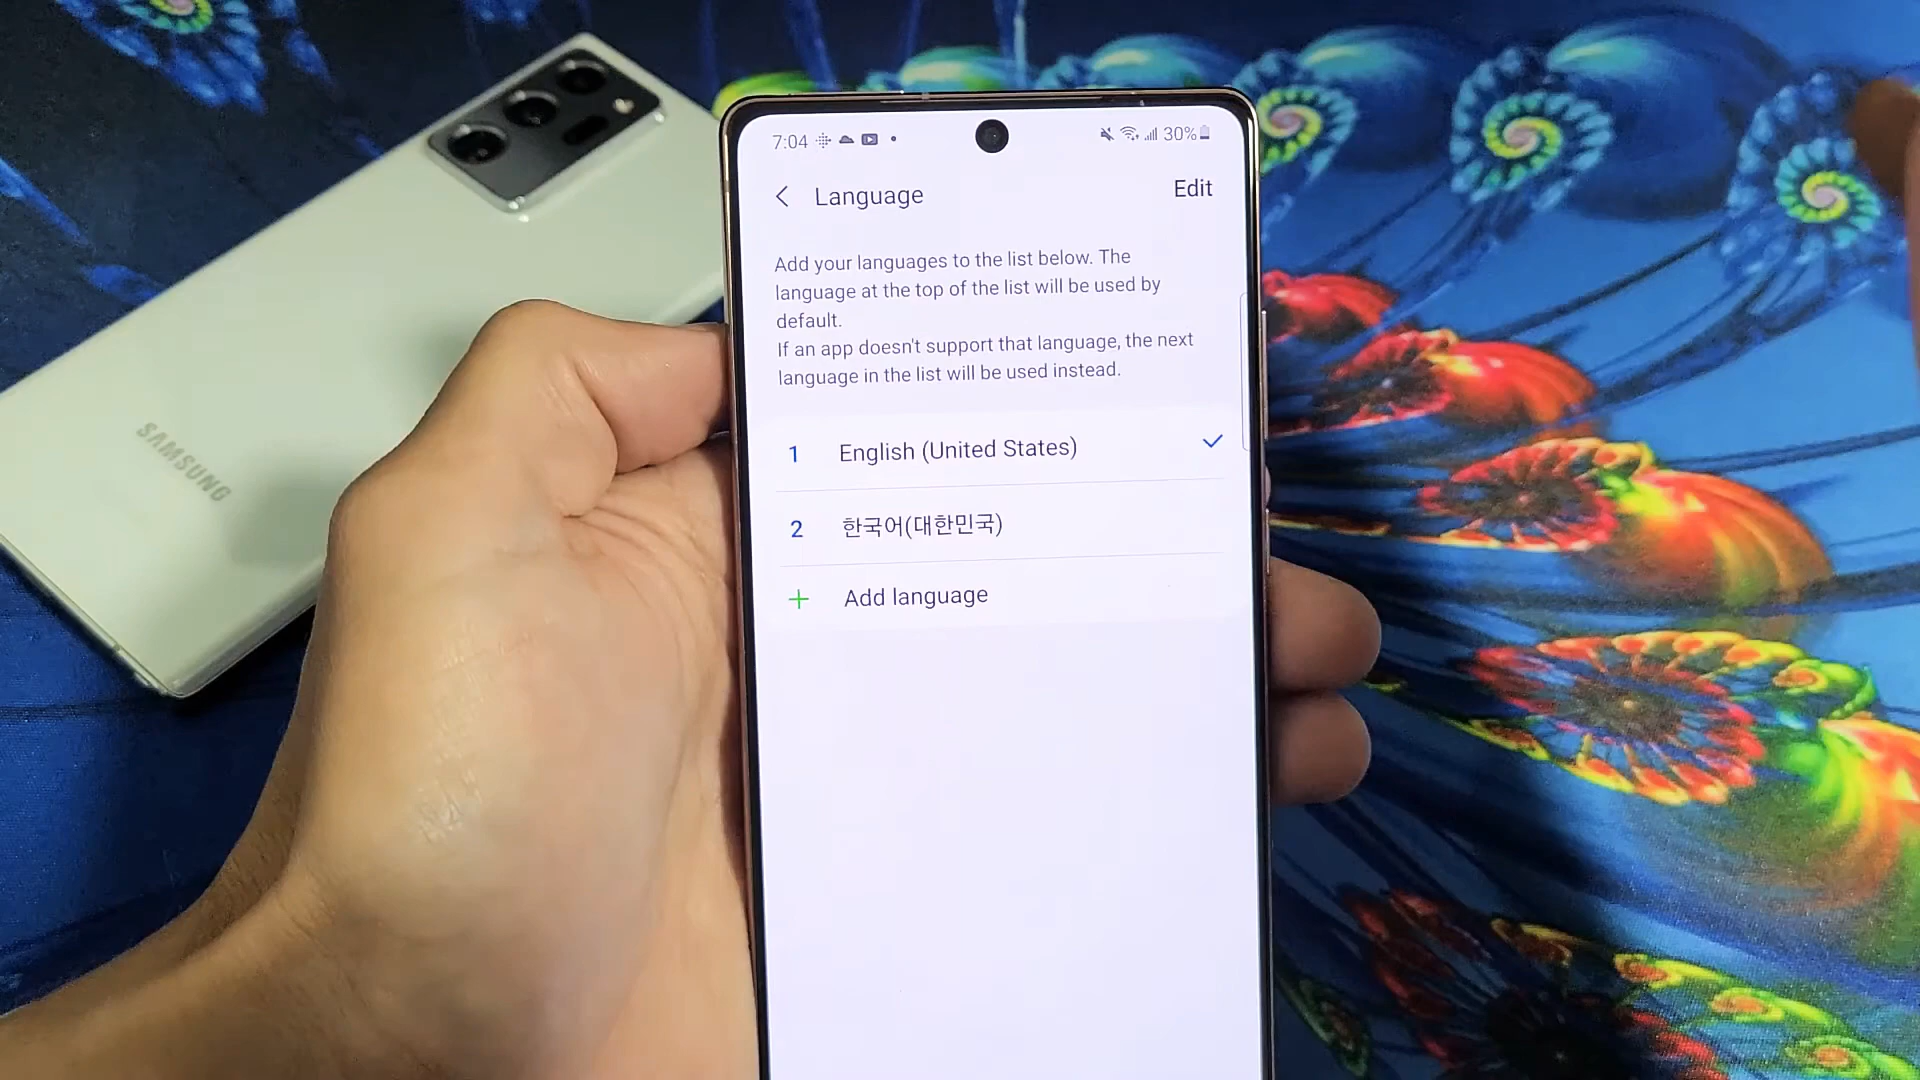 SAMSUNG
7:04
30%
Language
Edit
Add your languages to the list below. The
language at the top of the list will be used by
default.
If an app doesn't support that language, the next
language in the list will be used instead.
1 English (United States)
2 한국어(대한민국)
+ Add language